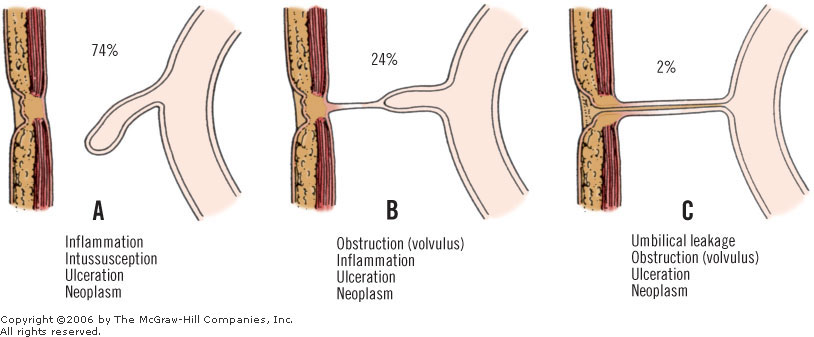 74%
24%
2%
A
Inflammation
Intussusception
Ulceration
Neoplasm
B
Obstruction (volvulus)
Inflammation
Ulceration
Neoplasm
C
Umbilical leakage
Obstruction (volvulus)
Ulceration
Neoplasm
Copyright ©2006 by The McGraw-Hill Companies, Inc.
All rights reserved.